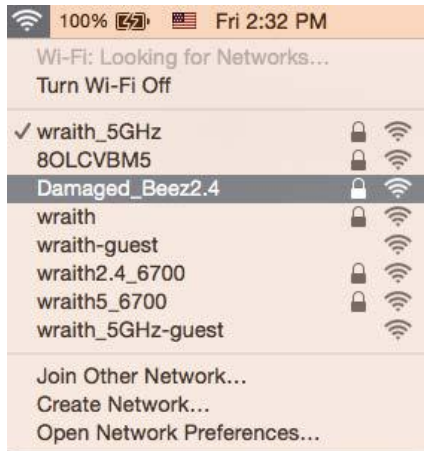 100% Fri 2:32 PM
Wi-Fi: Looking for Networks...
Turn Wi-Fi Off
wraith_5GHz
8OLCVBM5
Damaged_Beez2.4
wraith
wraith-guest
wraith2.4_6700
wraith5_6700
wraith_5GHz-guest
Join Other Network...
Create Network...
Open Network Preferences...